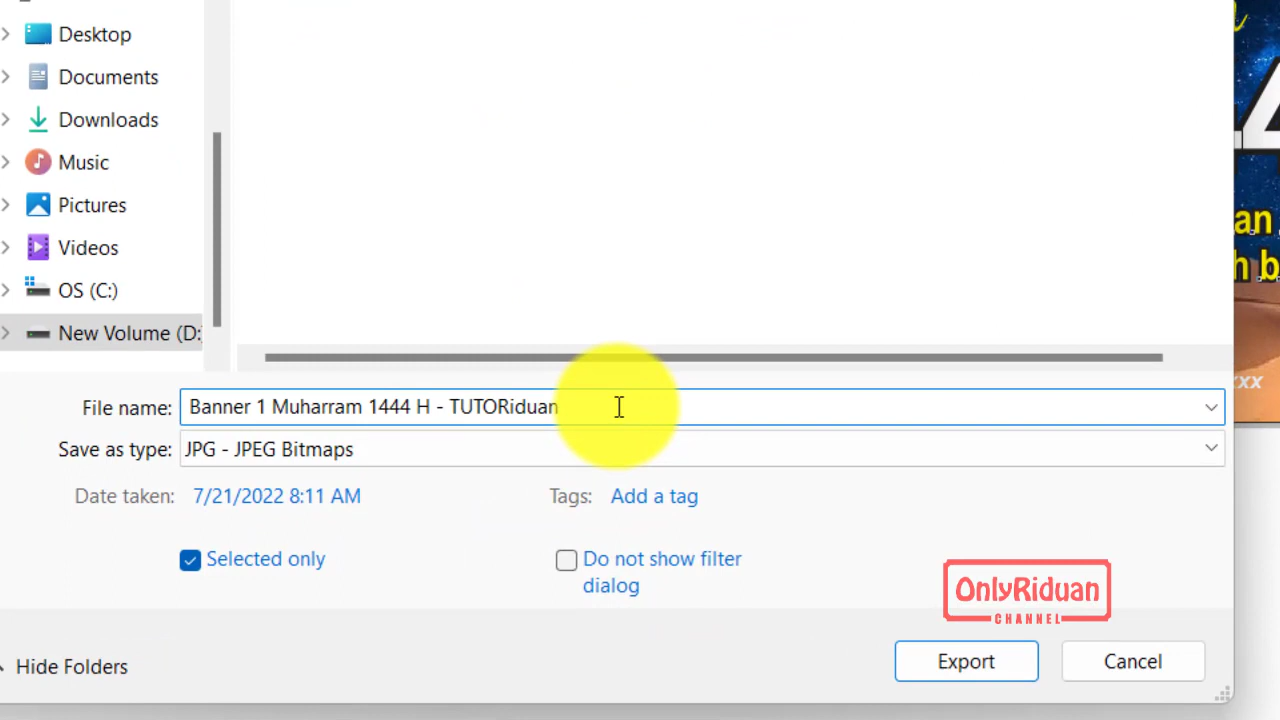 Desktop
Documents
Downloads
Music
Pictures
Videos
OS (C:)
New Volume (D:
an
h b
File name: Banner 1 Muharram 1444 H - TUTORiduan
xxx
Save as type: JPG - JPEG Bitmaps
Date taken: 7/21/2022 8:11 AM Tags: Add a tag
Selected only Do not show filter
dialog
OnlyRiduan
CHANNEL
Hide Folders Export Cancel